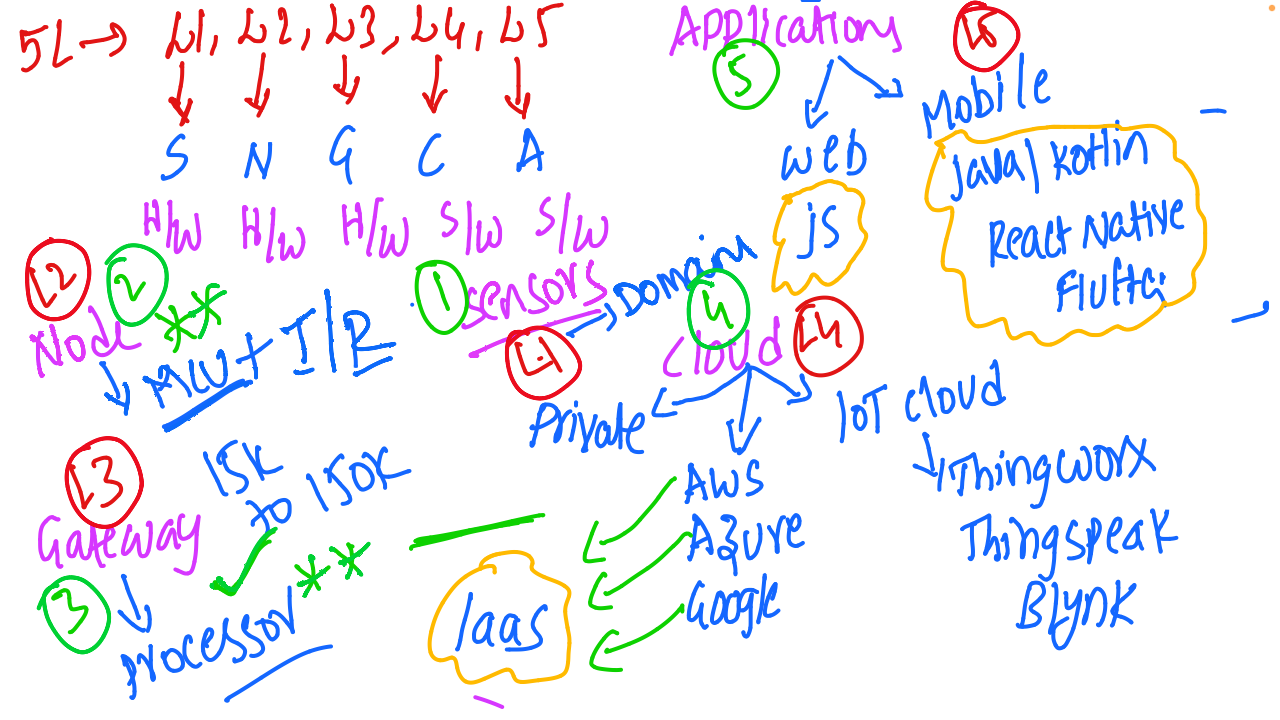 5L → L1, L2, L3, L4, L5
S N G C A
H/W H/W H/W S/W S/W
Applications
5
L5
Web
Mobile
js
Java/Kotlin
React Native
L2
2
Node **
MCU + I/R
1
Sensors
L1
Domain
4
Cloud
L4
Private
AWS
Azure
Google
Iaas
IoT Cloud
Thingworx
Thingspeak
Blynk
L3
Gateway
3
15K
to 150K
Processor **